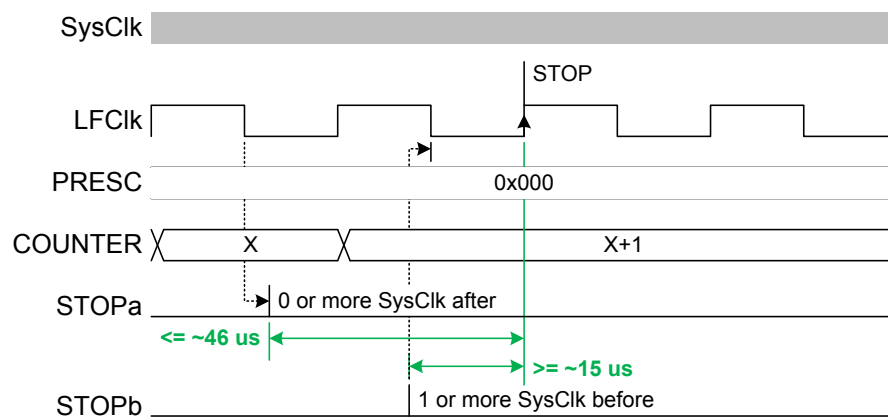 SysClk
STOP
LFClk
PRESC
0x000
COUNTER
X
X+1
STOPa
0 or more SysClk after
<= ~46 us
>= ~15 us
STOPb
1 or more SysClk before